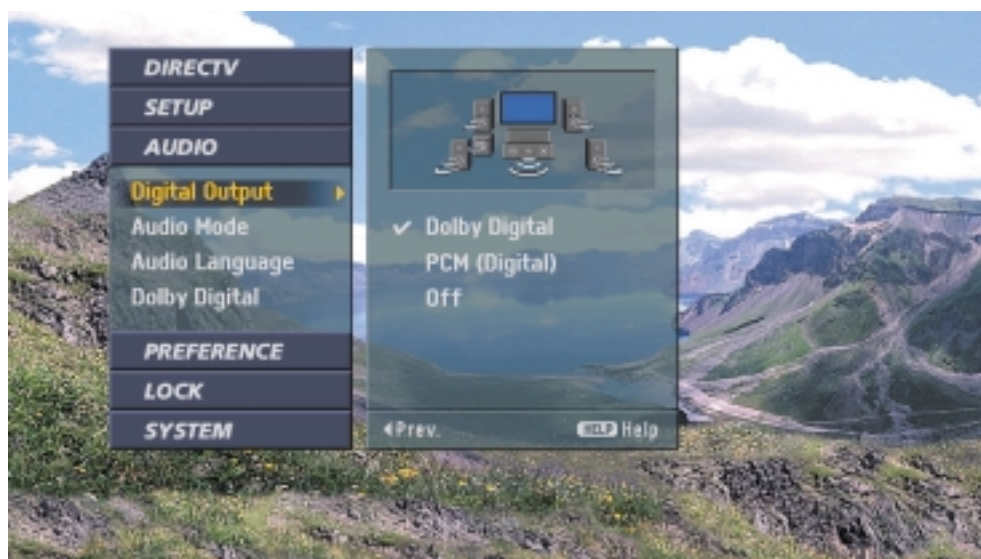 DIRECTV
SETUP
AUDIO
Digital Output
Audio Mode
Audio Language
Dolby Digital
PREFERENCE
LOCK
SYSTEM
✓ Dolby Digital
PCM (Digital)
Off
Prev.
HELP Help